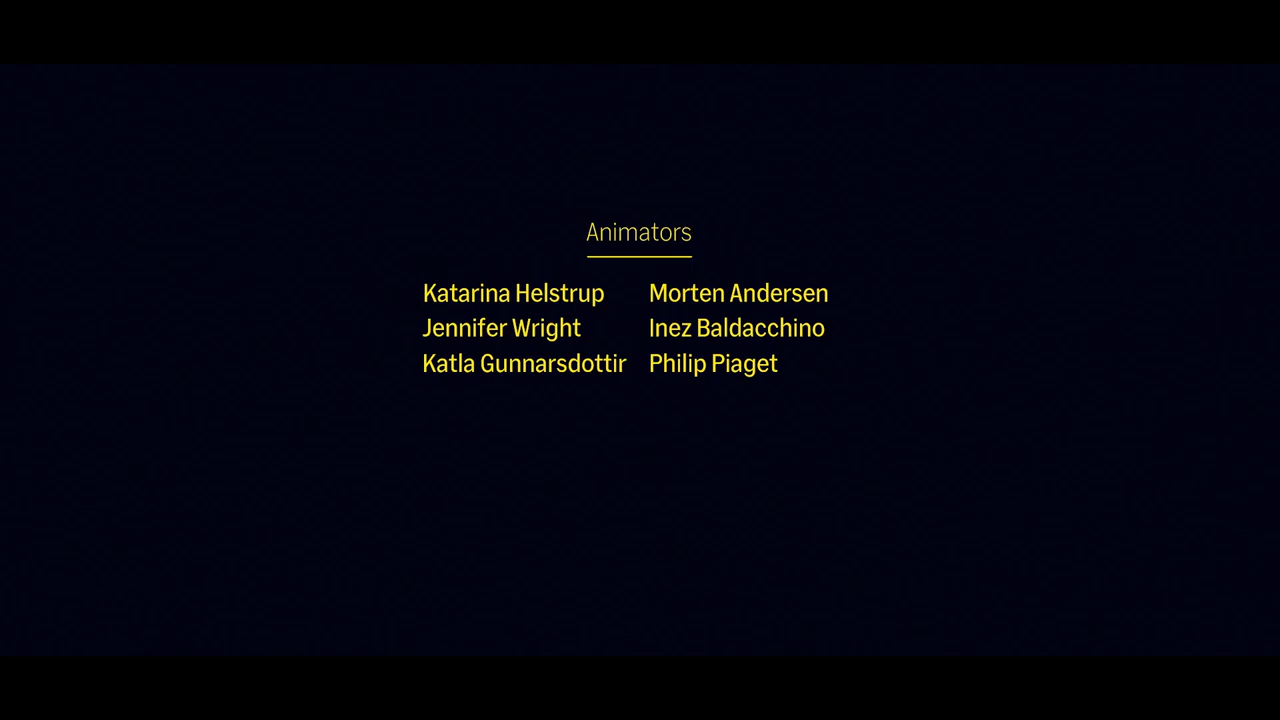 Animators
Katarina Helstrup Morten Andersen
Jennifer Wright Inez Baldacchino
Katla Gunnarsdottir Philip Piaget